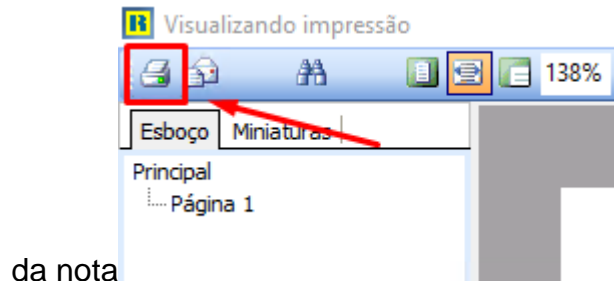 Visualizando impressão
138%
Esboço Miniaturas
Principal
Página 1
da nota